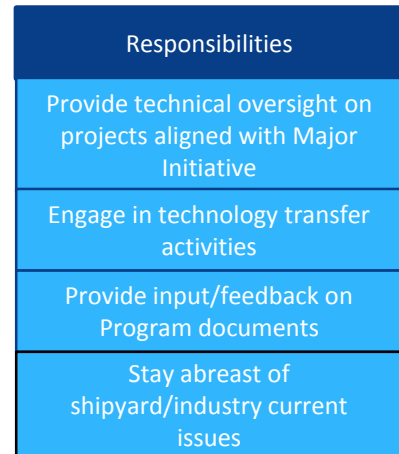 Responsibilities
Provide technical oversight on
projects aligned with Major
Initiative
Engage in technology transfer
activities
Provide input/feedback on
Program documents
Stay abreast of
shipyard/industry current
issues